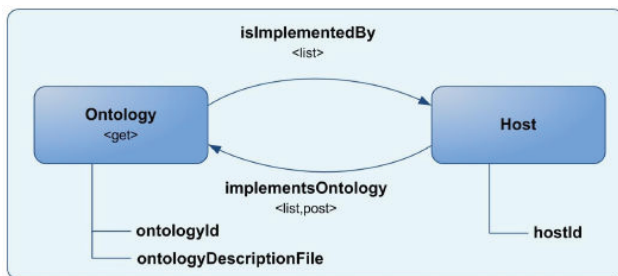 isImplementedBy
<list>
Ontology
<get>
Host
implementsOntology
<list,post>
ontologyId
ontologyDescriptionFile
hostId